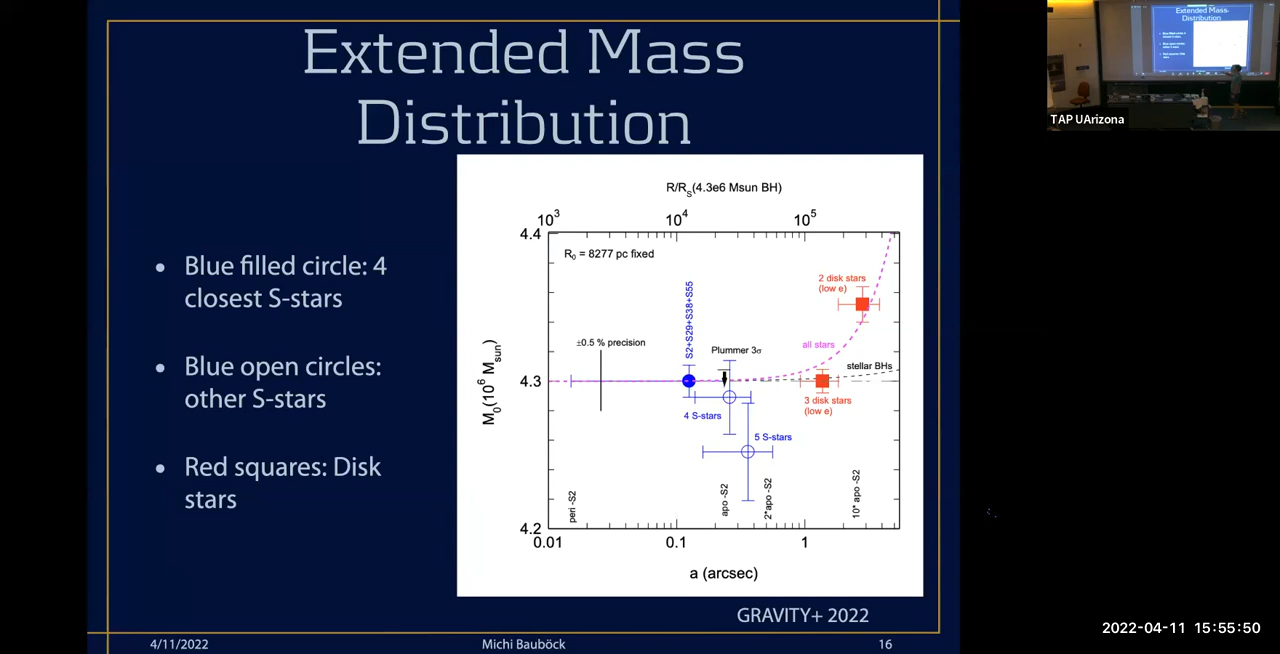 Extended Mass
Distribution
Blue filled circle: 4
closest S-stars
Blue open circles:
other S-stars
Red squares: Disk
stars
R/R_S(4.3e6 Msun BH)
10^3
10^4
10^5
4.4
R_0 = 8277 pc fixed
2 disk stars
(low e)
S2+S29+S38+S55
±0.5 % precision
Plummer 3σ
all stars
stellar BHs
4.3
M_0(10^6 M_sun)
4 S-stars
3 disk stars
(low e)
5 S-stars
peri -S2
apo -S2
2*apo -S2
10* apo -S2
4.2
0.01
0.1
1
a (arcsec)
GRAVITY+ 2022
4/11/2022
Michi Bauböck
16
Extended Mass
Distribution
TAP UArizona
2022-04-11 15:55:50